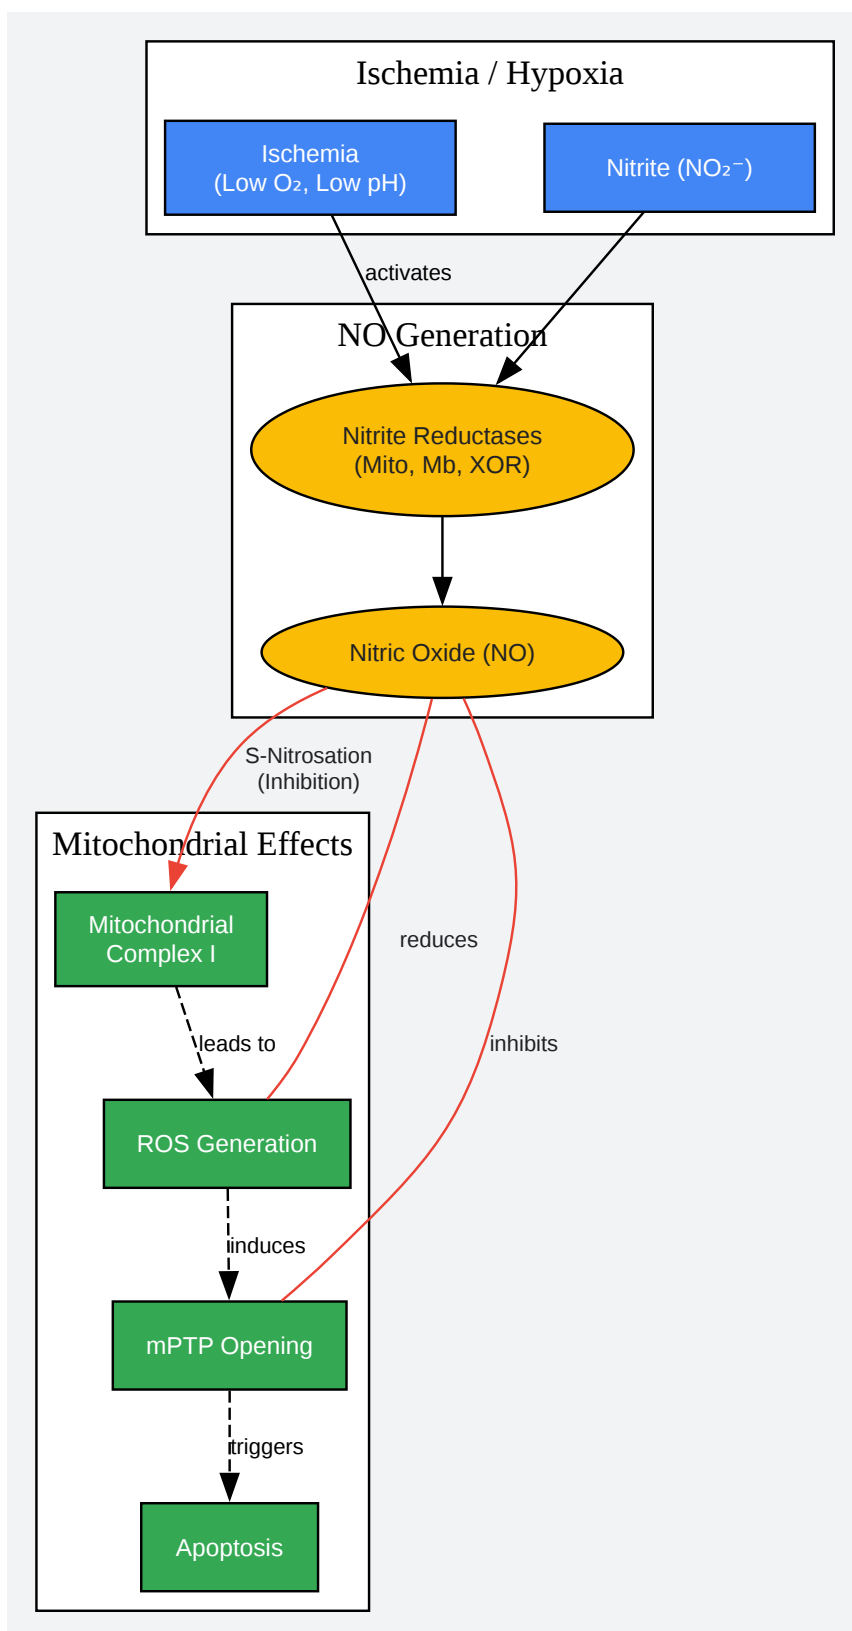 Ischemia / Hypoxia
Ischemia
(Low O₂, Low pH)
Nitrite (NO₂⁻)
activates
NO Generation
Nitrite Reductases
(Mito, Mb, XOR)
Nitric Oxide (NO)
S-Nitrosation
(Inhibition)
Mitochondrial Effects
Mitochondrial
Complex I
reduces
leads to
inhibits
ROS Generation
induces
mPTP Opening
triggers
Apoptosis